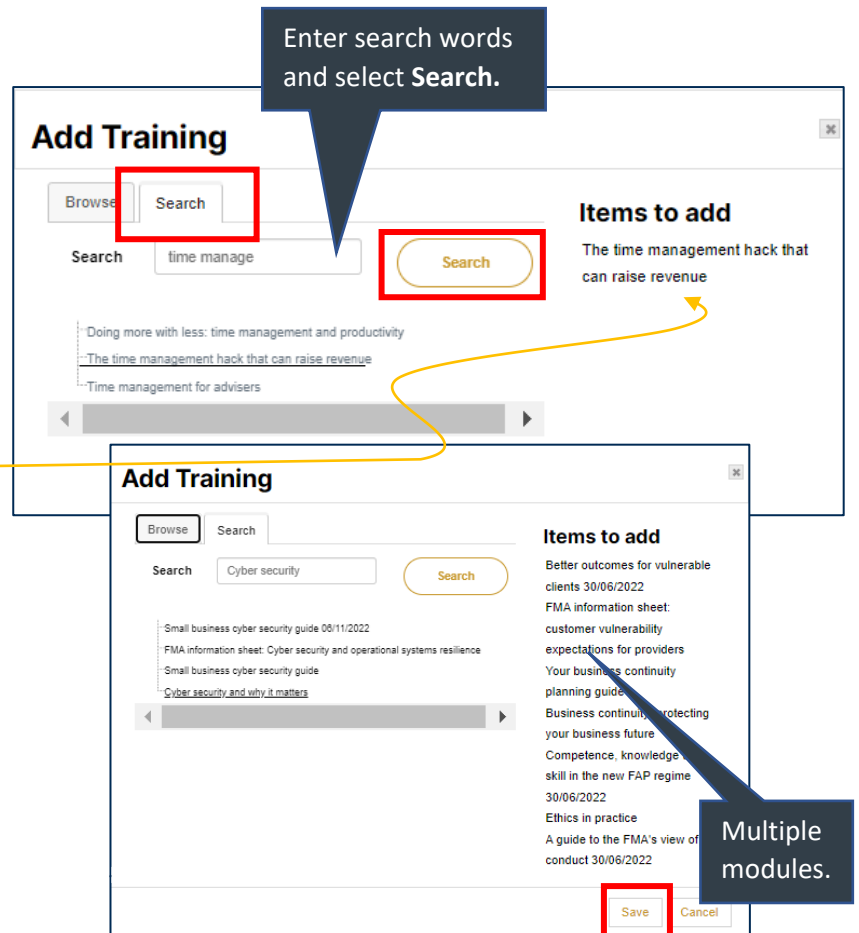 Enter search words
and select Search.
Add Training
Browse
Search
Search
time manage
Search
Doing more with less: time management and productivity
The time management hack that can raise revenue
Time management for advisers
Items to add
The time management hack that
can raise revenue
Add Training
Browse
Search
Search
Cyber security
Search
Small business cyber security guide 06/11/2022
FMA information sheet: Cyber security and operational systems resilience
Small business cyber security guide
Cyber security and why it matters
Items to add
Better outcomes for vulnerable
clients 30/06/2022
FMA information sheet:
customer vulnerability
expectations for providers
Your business continuity
planning guide
Business continuity protecting
your business future
Competence, knowledge
skill in the new FAP regime
30/06/2022
Ethics in practice
A guide to the FMA's view of
conduct 30/06/2022
Multiple
modules.
Save
Cancel